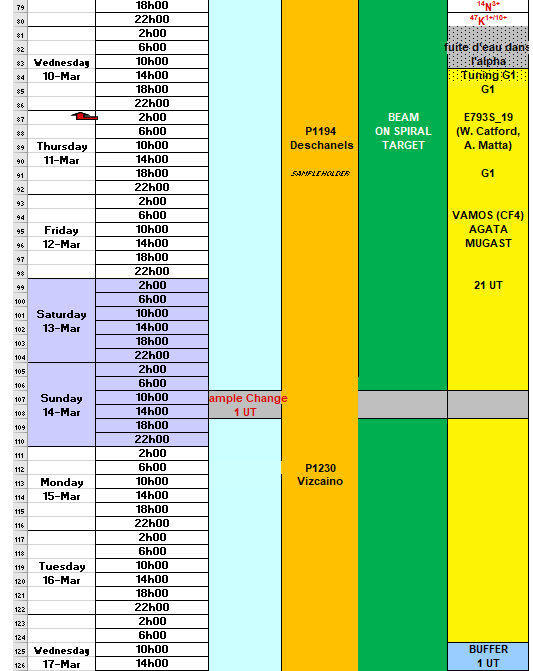 79 18h00 14N3+
80 22h00 47K1+/10+
81 2h00
82 6h00 fuite d'eau dans
83 Wednesday 10h00 l'alpha
84 10-Mar 14h00 Tuning G1
85 18h00 G1
86 22h00
87 2h00 BEAM E793S_19
88 6h00 P1194 ON SPIRAL (W. Catford,
89 Thursday 10h00 Deschanels TARGET A. Matta)
90 11-Mar 14h00
91 18h00 SAMPLEHOLDER G1
92 22h00
93 2h00
94 6h00 VAMOS (CF4)
95 Friday 10h00 AGATA
96 12-Mar 14h00 MUGAST
97 18h00
98 22h00
99 2h00 21 UT
100 6h00
101 Saturday 10h00
102 13-Mar 14h00
103 18h00
104 22h00
105 2h00
106 6h00
107 Sunday 10h00 ample Change
108 14-Mar 14h00 1 UT
109 18h00
110 22h00
111 2h00
112 6h00 P1230
113 Monday 10h00 Vizcaino
114 15-Mar 14h00
115 18h00
116 22h00
117 2h00
118 6h00
119 Tuesday 10h00
120 16-Mar 14h00
121 18h00
122 22h00
123 2h00
124 6h00
125 Wednesday 10h00 BUFFER
126 17-Mar 14h00 1 UT